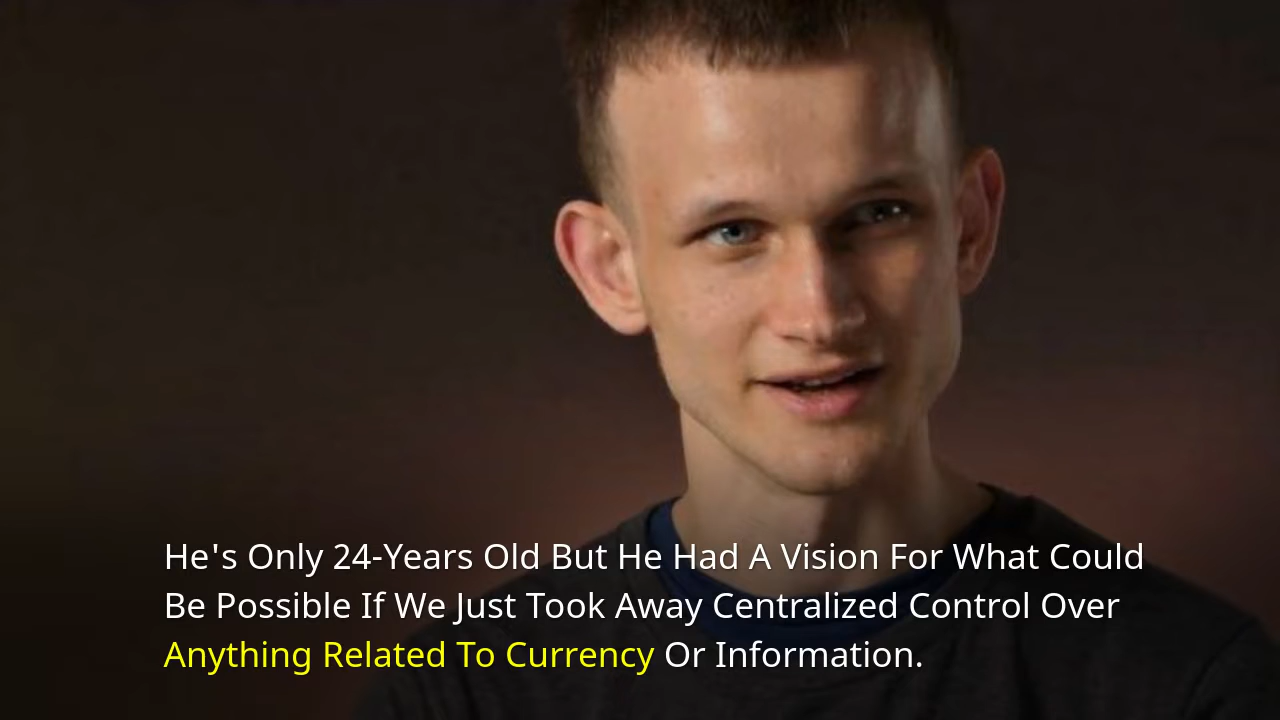 He's Only 24-Years Old But He Had A Vision For What Could
Be Possible If We Just Took Away Centralized Control Over
Anything Related To Currency Or Information.